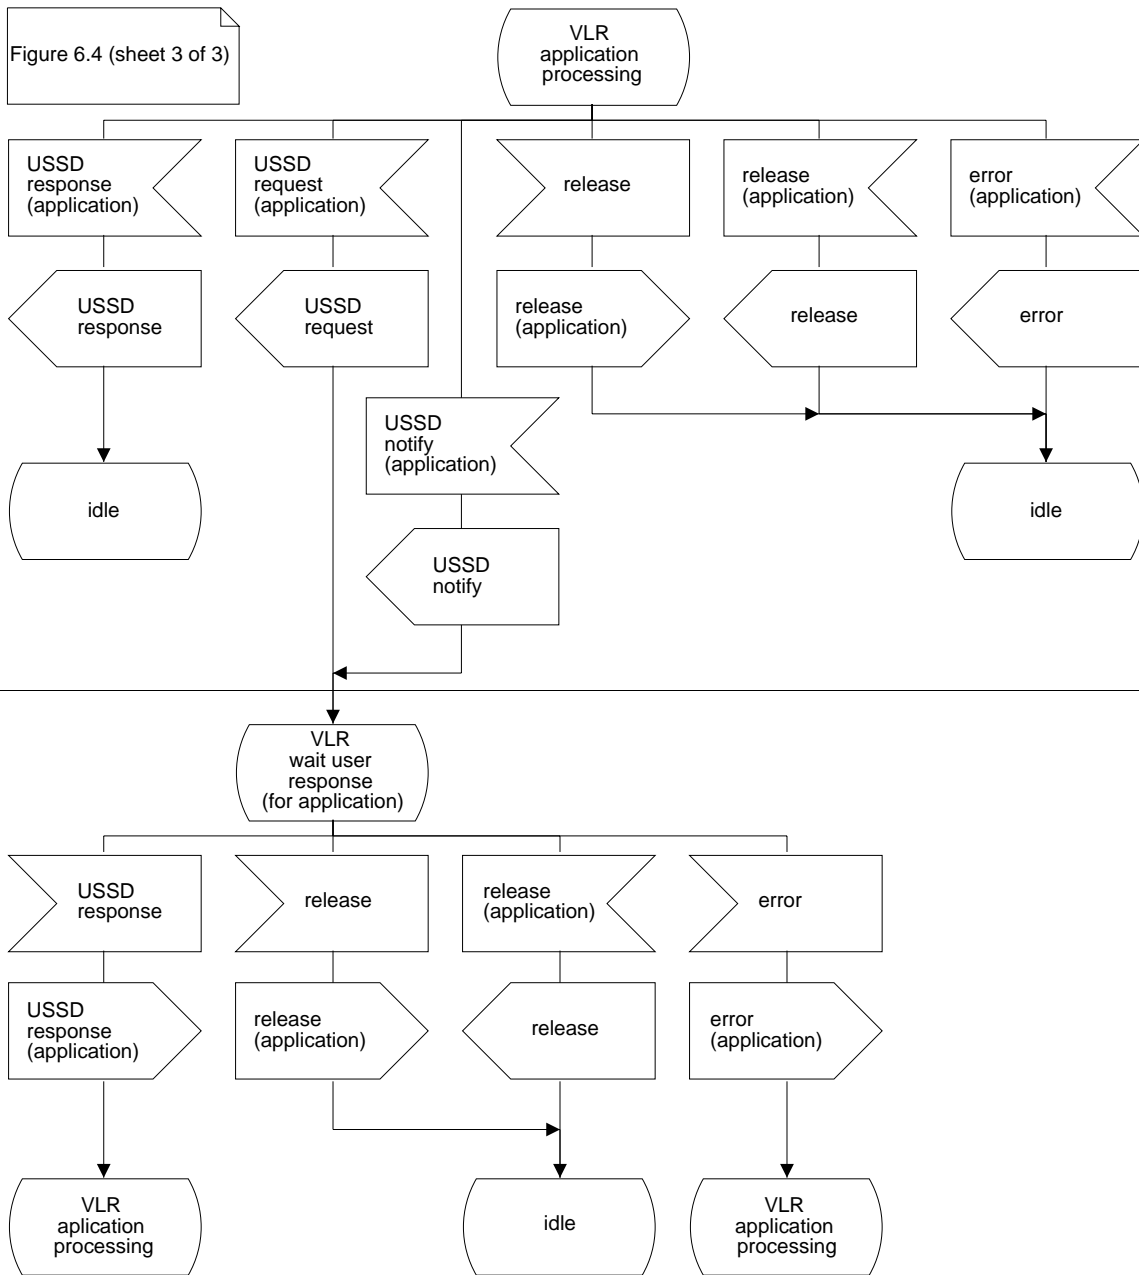 Figure 6.4 (sheet 3 of 3)
VLR
application
processing
USSD
response
(application)
USSD
request
(application)
release
release
(application)
error
(application)
USSD
response
USSD
request
release
(application)
release
error
USSD
notify
(application)
idle
idle
USSD
notify
VLR
wait user
response
(for application)
USSD
response
release
release
(application)
error
USSD
response
(application)
release
(application)
release
error
(application)
VLR
aplication
processing
idle
VLR
application
processing